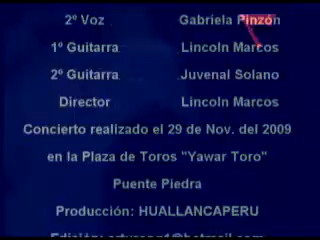 2º Voz Gabriela Pinzón
1º Guitarra Lincoln Marcos
2º Guitarra Juvenal Solano
Director Lincoln Marcos
Concierto realizado el 29 de Nov. del 2009
en la Plaza de Toros "Yawar Toro"
Puente Piedra
Producción: HUALLANCAPERU